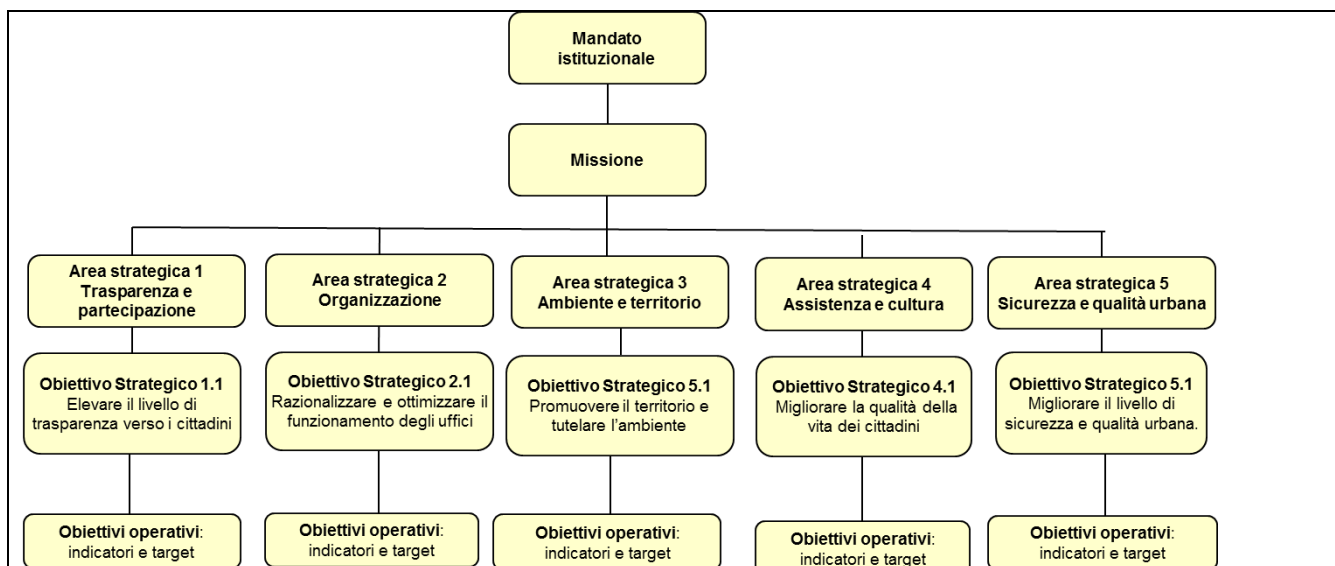 Mandato
istituzionale
Missione
Area strategica 1
Trasparenza e
partecipazione
Area strategica 2
Organizzazione
Area strategica 3
Ambiente e territorio
Area strategica 4
Assistenza e cultura
Area strategica 5
Sicurezza e qualità urbana
Obiettivo Strategico 1.1
Elevare il livello di
trasparenza verso i cittadini
Obiettivo Strategico 2.1
Razionalizzare e ottimizzare il
funzionamento degli uffici
Obiettivo Strategico 5.1
Promuovere il territorio e
tutelare l'ambiente
Obiettivo Strategico 4.1
Migliorare la qualità della
vita dei cittadini
Obiettivo Strategico 5.1
Migliorare il livello di
sicurezza e qualità urbana.
Obiettivi operativi:
indicatori e target
Obiettivi operativi:
indicatori e target
Obiettivi operativi:
indicatori e target
Obiettivi operativi:
indicatori e target
Obiettivi operativi:
indicatori e target